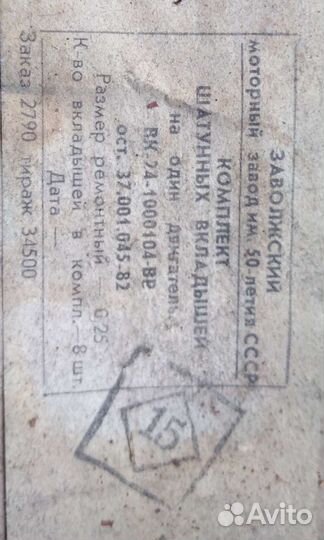 ЗАВОЛЖСКИЙ
моторный завод им. 50-летия СССР
КОМПЛЕКТ
ШАТУННЫХ ВКЛАДЫШЕЙ
на один двигатель
ВК.24-1000104-ВР
ост. 37.001.045-82
Размер ремонтный — 0,25
К-во вкладышей в компл. 8 шт.
Дата —
Заказ 2790 тираж 34500
15
Avito